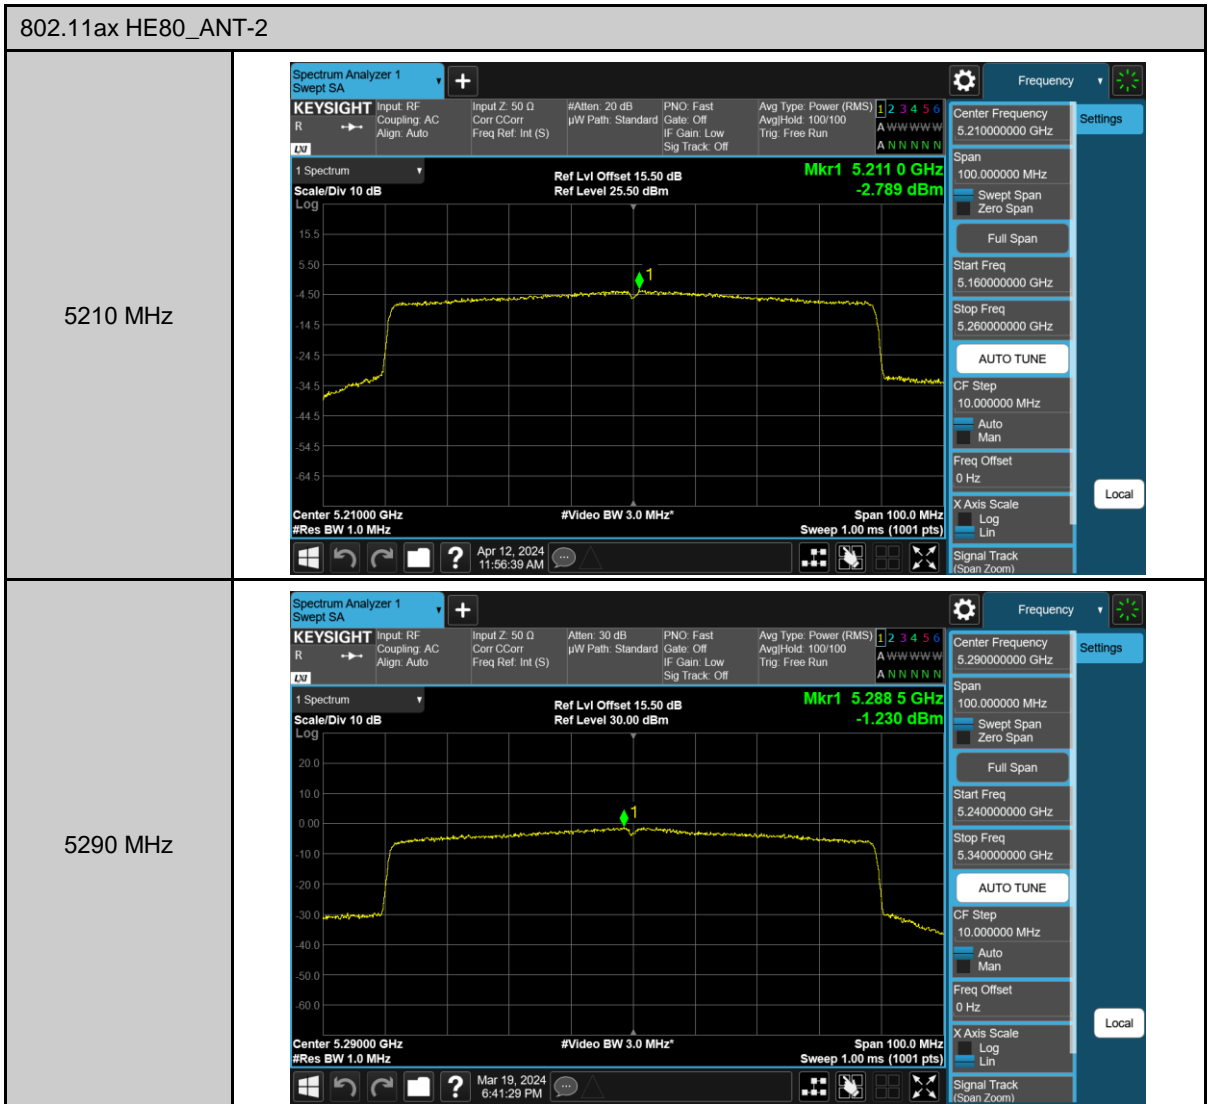 802.11ax HE80_ANT-2
5210 MHz
Spectrum Analyzer 1
Swept SA
+
Frequency
KEYSIGHT
R
LXI
Input: RF
Coupling: AC
Align: Auto
Input Z: 50 Ω
Corr CCorr
Freq Ref: Int (S)
#Atten: 20 dB
µW Path: Standard
PNO: Fast
Gate: Off
IF Gain: Low
Sig Track: Off
Avg Type: Power (RMS)
Avg|Hold: 100/100
Trig: Free Run
1 2 3 4 5 6
A W W W W W
A N N N N N
Center Frequency
5.210000000 GHz
Settings
1 Spectrum
Scale/Div 10 dB
Log
Ref Lvl Offset 15.50 dB
Ref Level 25.50 dBm
Mkr1 5.211 0 GHz
-2.789 dBm
Span
100.000000 MHz
Swept Span
Zero Span
Full Span
Start Freq
5.160000000 GHz
Stop Freq
5.260000000 GHz
AUTO TUNE
CF Step
10.000000 MHz
Auto
Man
Freq Offset
0 Hz
X Axis Scale
Log
Lin
Signal Track
(Span Zoom)
Local
15.5
5.50
-4.50
-14.5
-24.5
-34.5
-44.5
-54.5
-64.5
1
Center 5.21000 GHz
#Res BW 1.0 MHz
#Video BW 3.0 MHz*
Span 100.0 MHz
Sweep 1.00 ms (1001 pts)
?
Apr 12, 2024
11:56:39 AM
5290 MHz
Spectrum Analyzer 1
Swept SA
+
Frequency
KEYSIGHT
R
LXI
Input: RF
Coupling: AC
Align: Auto
Input Z: 50 Ω
Corr CCorr
Freq Ref: Int (S)
Atten: 30 dB
µW Path: Standard
PNO: Fast
Gate: Off
IF Gain: Low
Sig Track: Off
Avg Type: Power (RMS)
Avg|Hold: 100/100
Trig: Free Run
1 2 3 4 5 6
A W W W W W
A N N N N N
Center Frequency
5.290000000 GHz
Settings
1 Spectrum
Scale/Div 10 dB
Log
Ref Lvl Offset 15.50 dB
Ref Level 30.00 dBm
Mkr1 5.288 5 GHz
-1.230 dBm
Span
100.000000 MHz
Swept Span
Zero Span
Full Span
Start Freq
5.240000000 GHz
Stop Freq
5.340000000 GHz
AUTO TUNE
CF Step
10.000000 MHz
Auto
Man
Freq Offset
0 Hz
X Axis Scale
Log
Lin
Signal Track
(Span Zoom)
Local
20.0
10.0
0.00
-10.0
-20.0
-30.0
-40.0
-50.0
-60.0
1
Center 5.29000 GHz
#Res BW 1.0 MHz
#Video BW 3.0 MHz*
Span 100.0 MHz
Sweep 1.00 ms (1001 pts)
?
Mar 19, 2024
6:41:29 PM